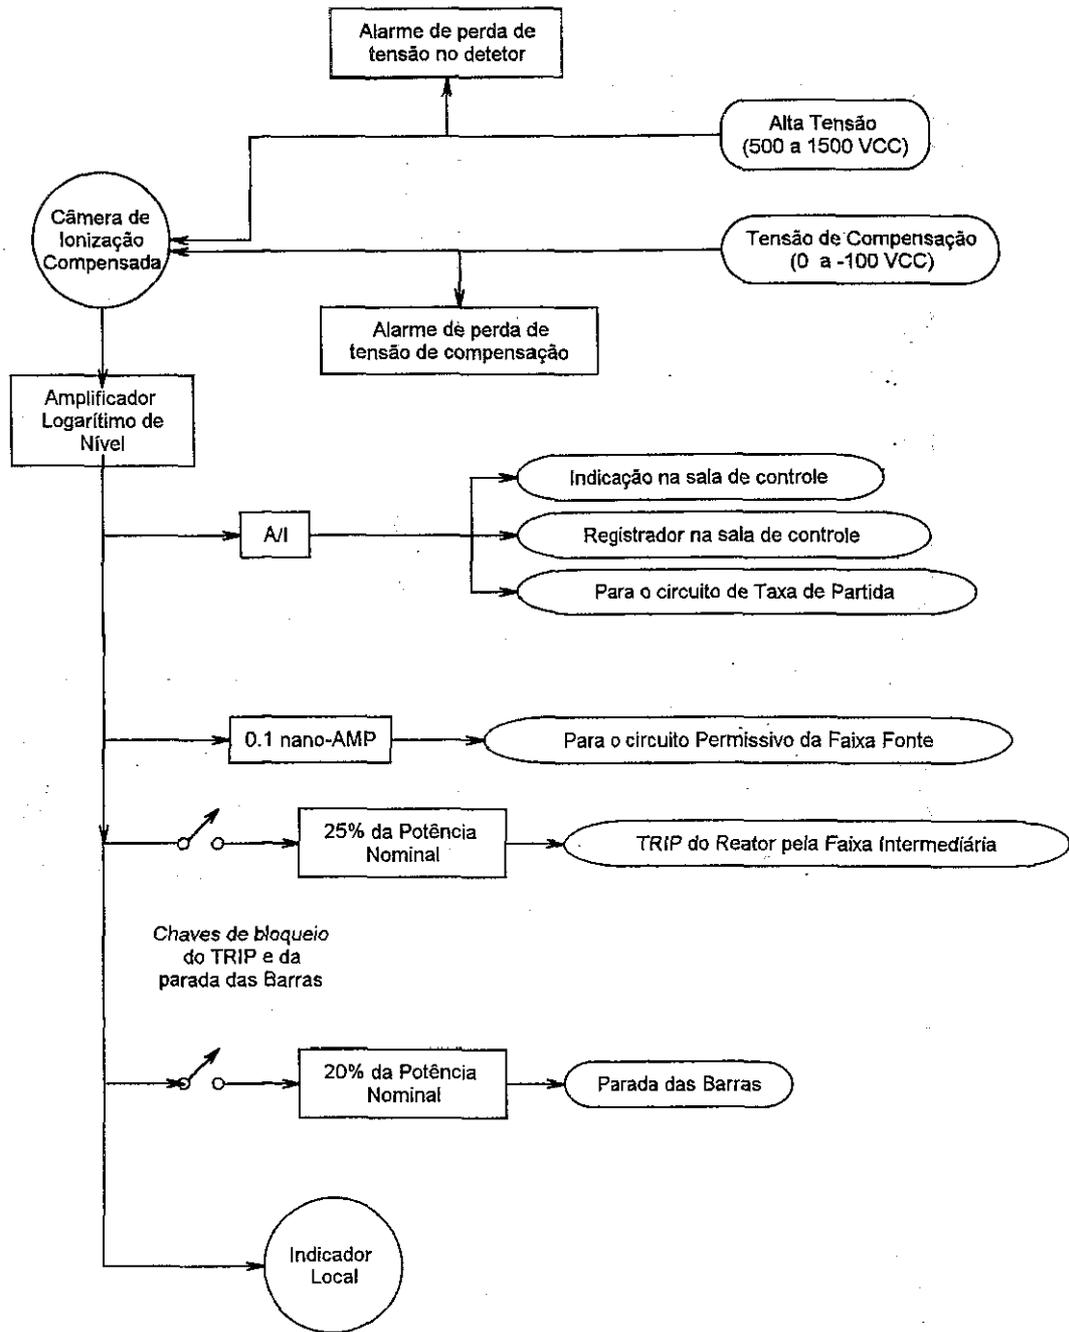 Alarme de perda de
tensão no detetor
Alta Tensão
(500 a 1500 VCC)
Câmera de
Ionização
Compensada
Tensão de Compensação
(0 a -100 VCC)
Alarme de perda de
tensão de compensação
Amplificador
Logarítimo de
Nível
Indicação na sala de controle
A/I
Registrador na sala de controle
Para o circuito de Taxa de Partida
0.1 nano-AMP
Para o circuito Permissivo da Faixa Fonte
25% da Potência
Nominal
TRIP do Reator pela Faixa Intermediária
Chaves de bloqueio
do TRIP e da
parada das Barras
20% da Potência
Nominal
Parada das Barras
Indicador
Local